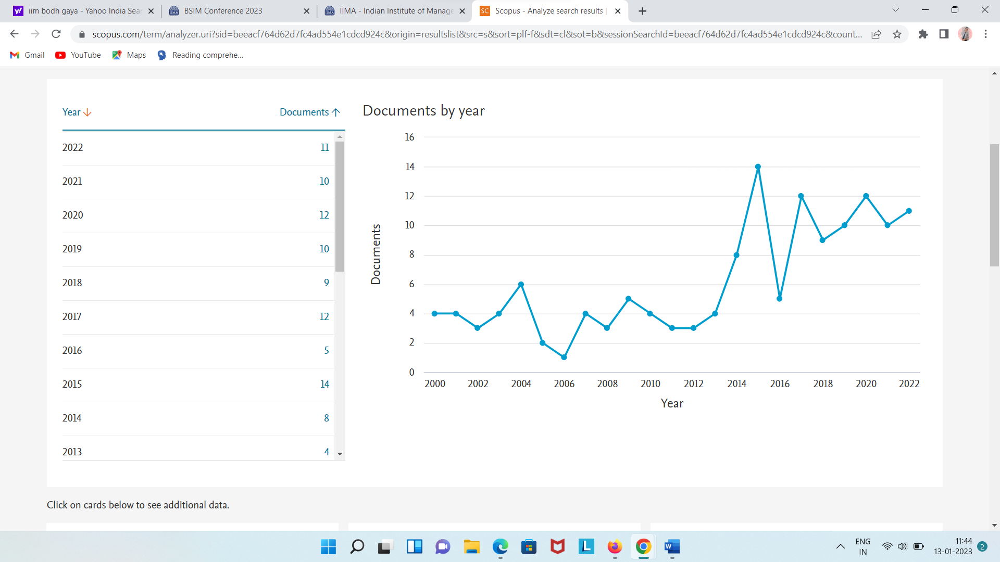 iim bodh gaya - Yahoo India Sear
BSIM Conference 2023
IIMA - Indian Institute of Manage
SC
Scopus - Analyze search results |
scopus.com/term/analyzer.uri?sid=beeacf764d62d7fc4ad554e1cdcd924c&origin=resultslist&src=s&sort=plf-f&sdt=cl&sot=b&sessionSearchId=beeacf764d62d7fc4ad554e1cdcd924c&count...
Gmail
YouTube
Maps
Reading comprehe...
Year
Documents
2022 11
2021 10
2020 12
2019 10
2018 9
2017 12
2016 5
2015 14
2014 8
2013 4
Documents by year
16
14
12
10
8
6
4
2
0
Documents
2000 2002 2004 2006 2008 2010 2012 2014 2016 2018 2020 2022
Year
Click on cards below to see additional data.
ENG
IN
11:44
13-01-2023
2